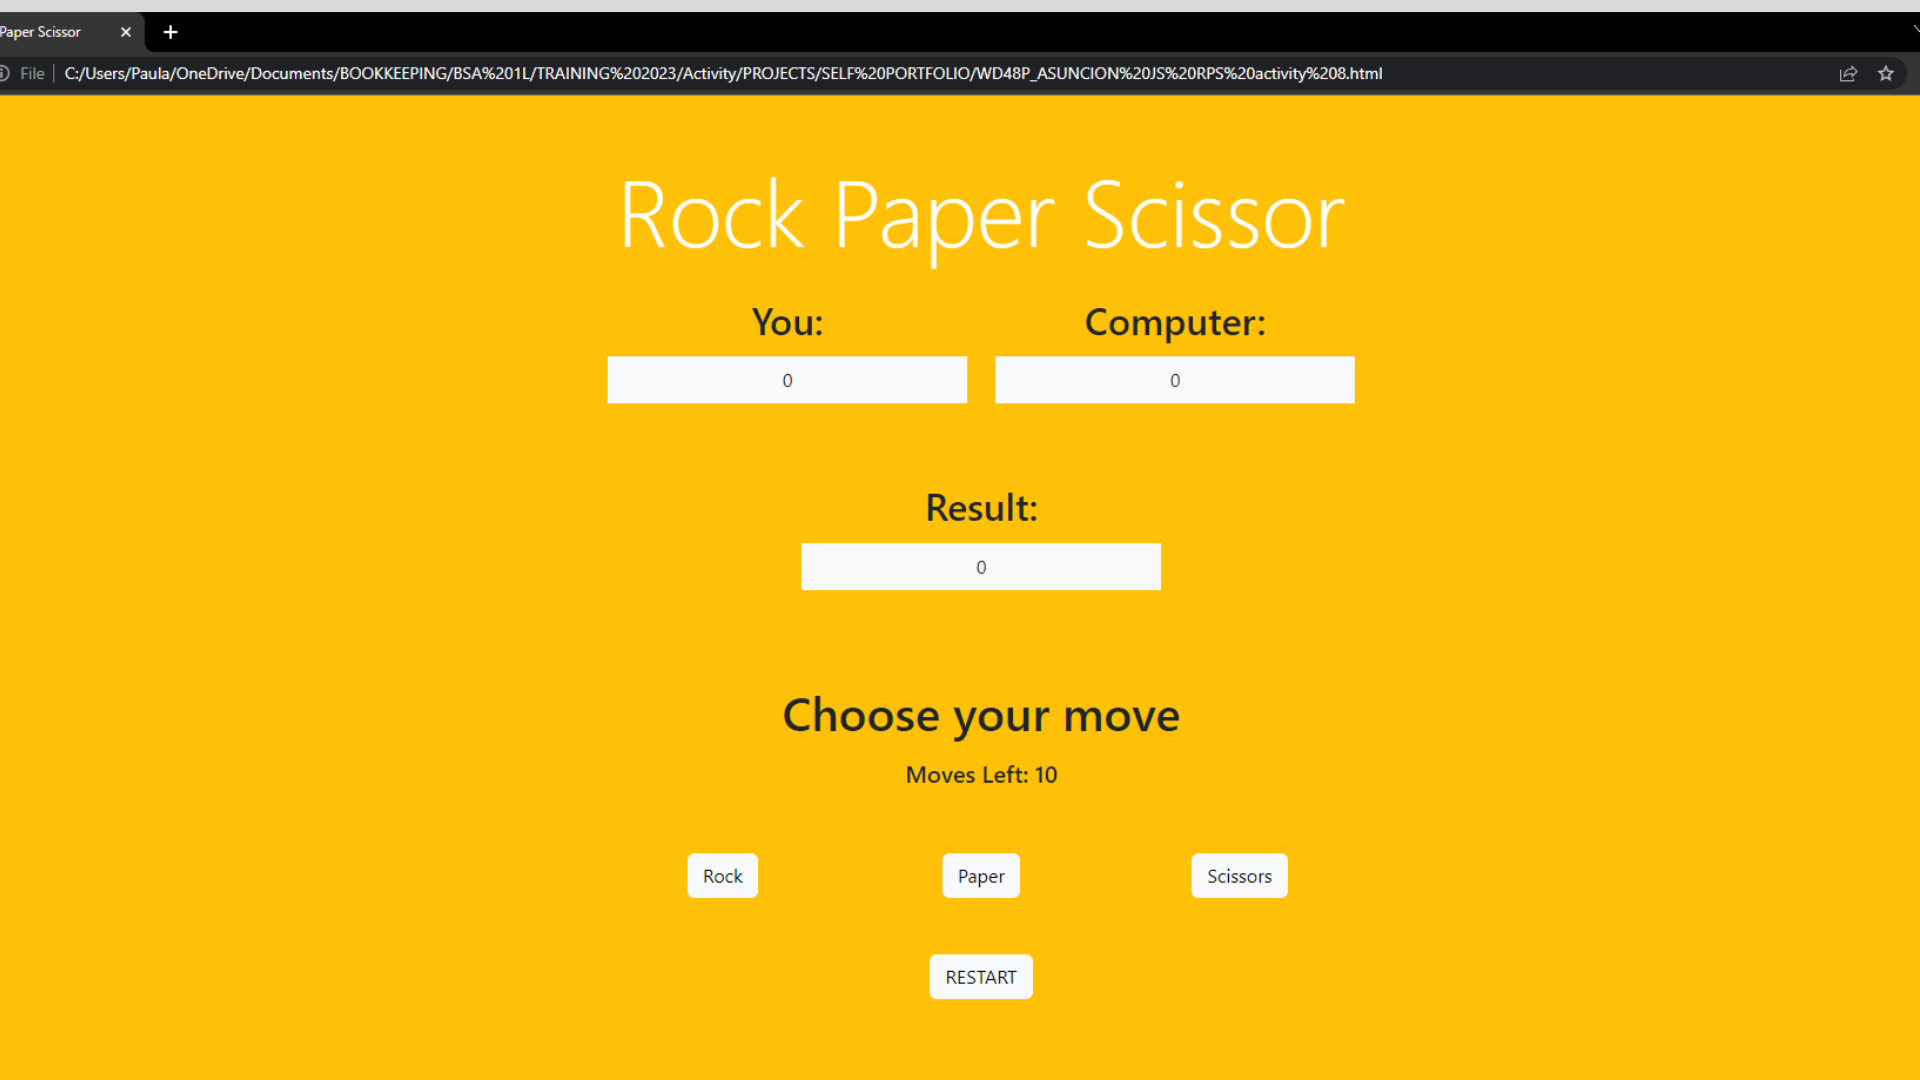 Paper Scissor
File C:/Users/Paula/OneDrive/Documents/BOOKKEEPING/BSA%201L/TRAINING%202023/Activity/PROJECTS/SELF%20PORTFOLIO/WD48P_ASUNCION%20JS%20RPS%20activity%208.html
Rock Paper Scissor
You: Computer:
0 0
Result:
0
Choose your move
Moves Left: 10
Rock Paper Scissors
RESTART